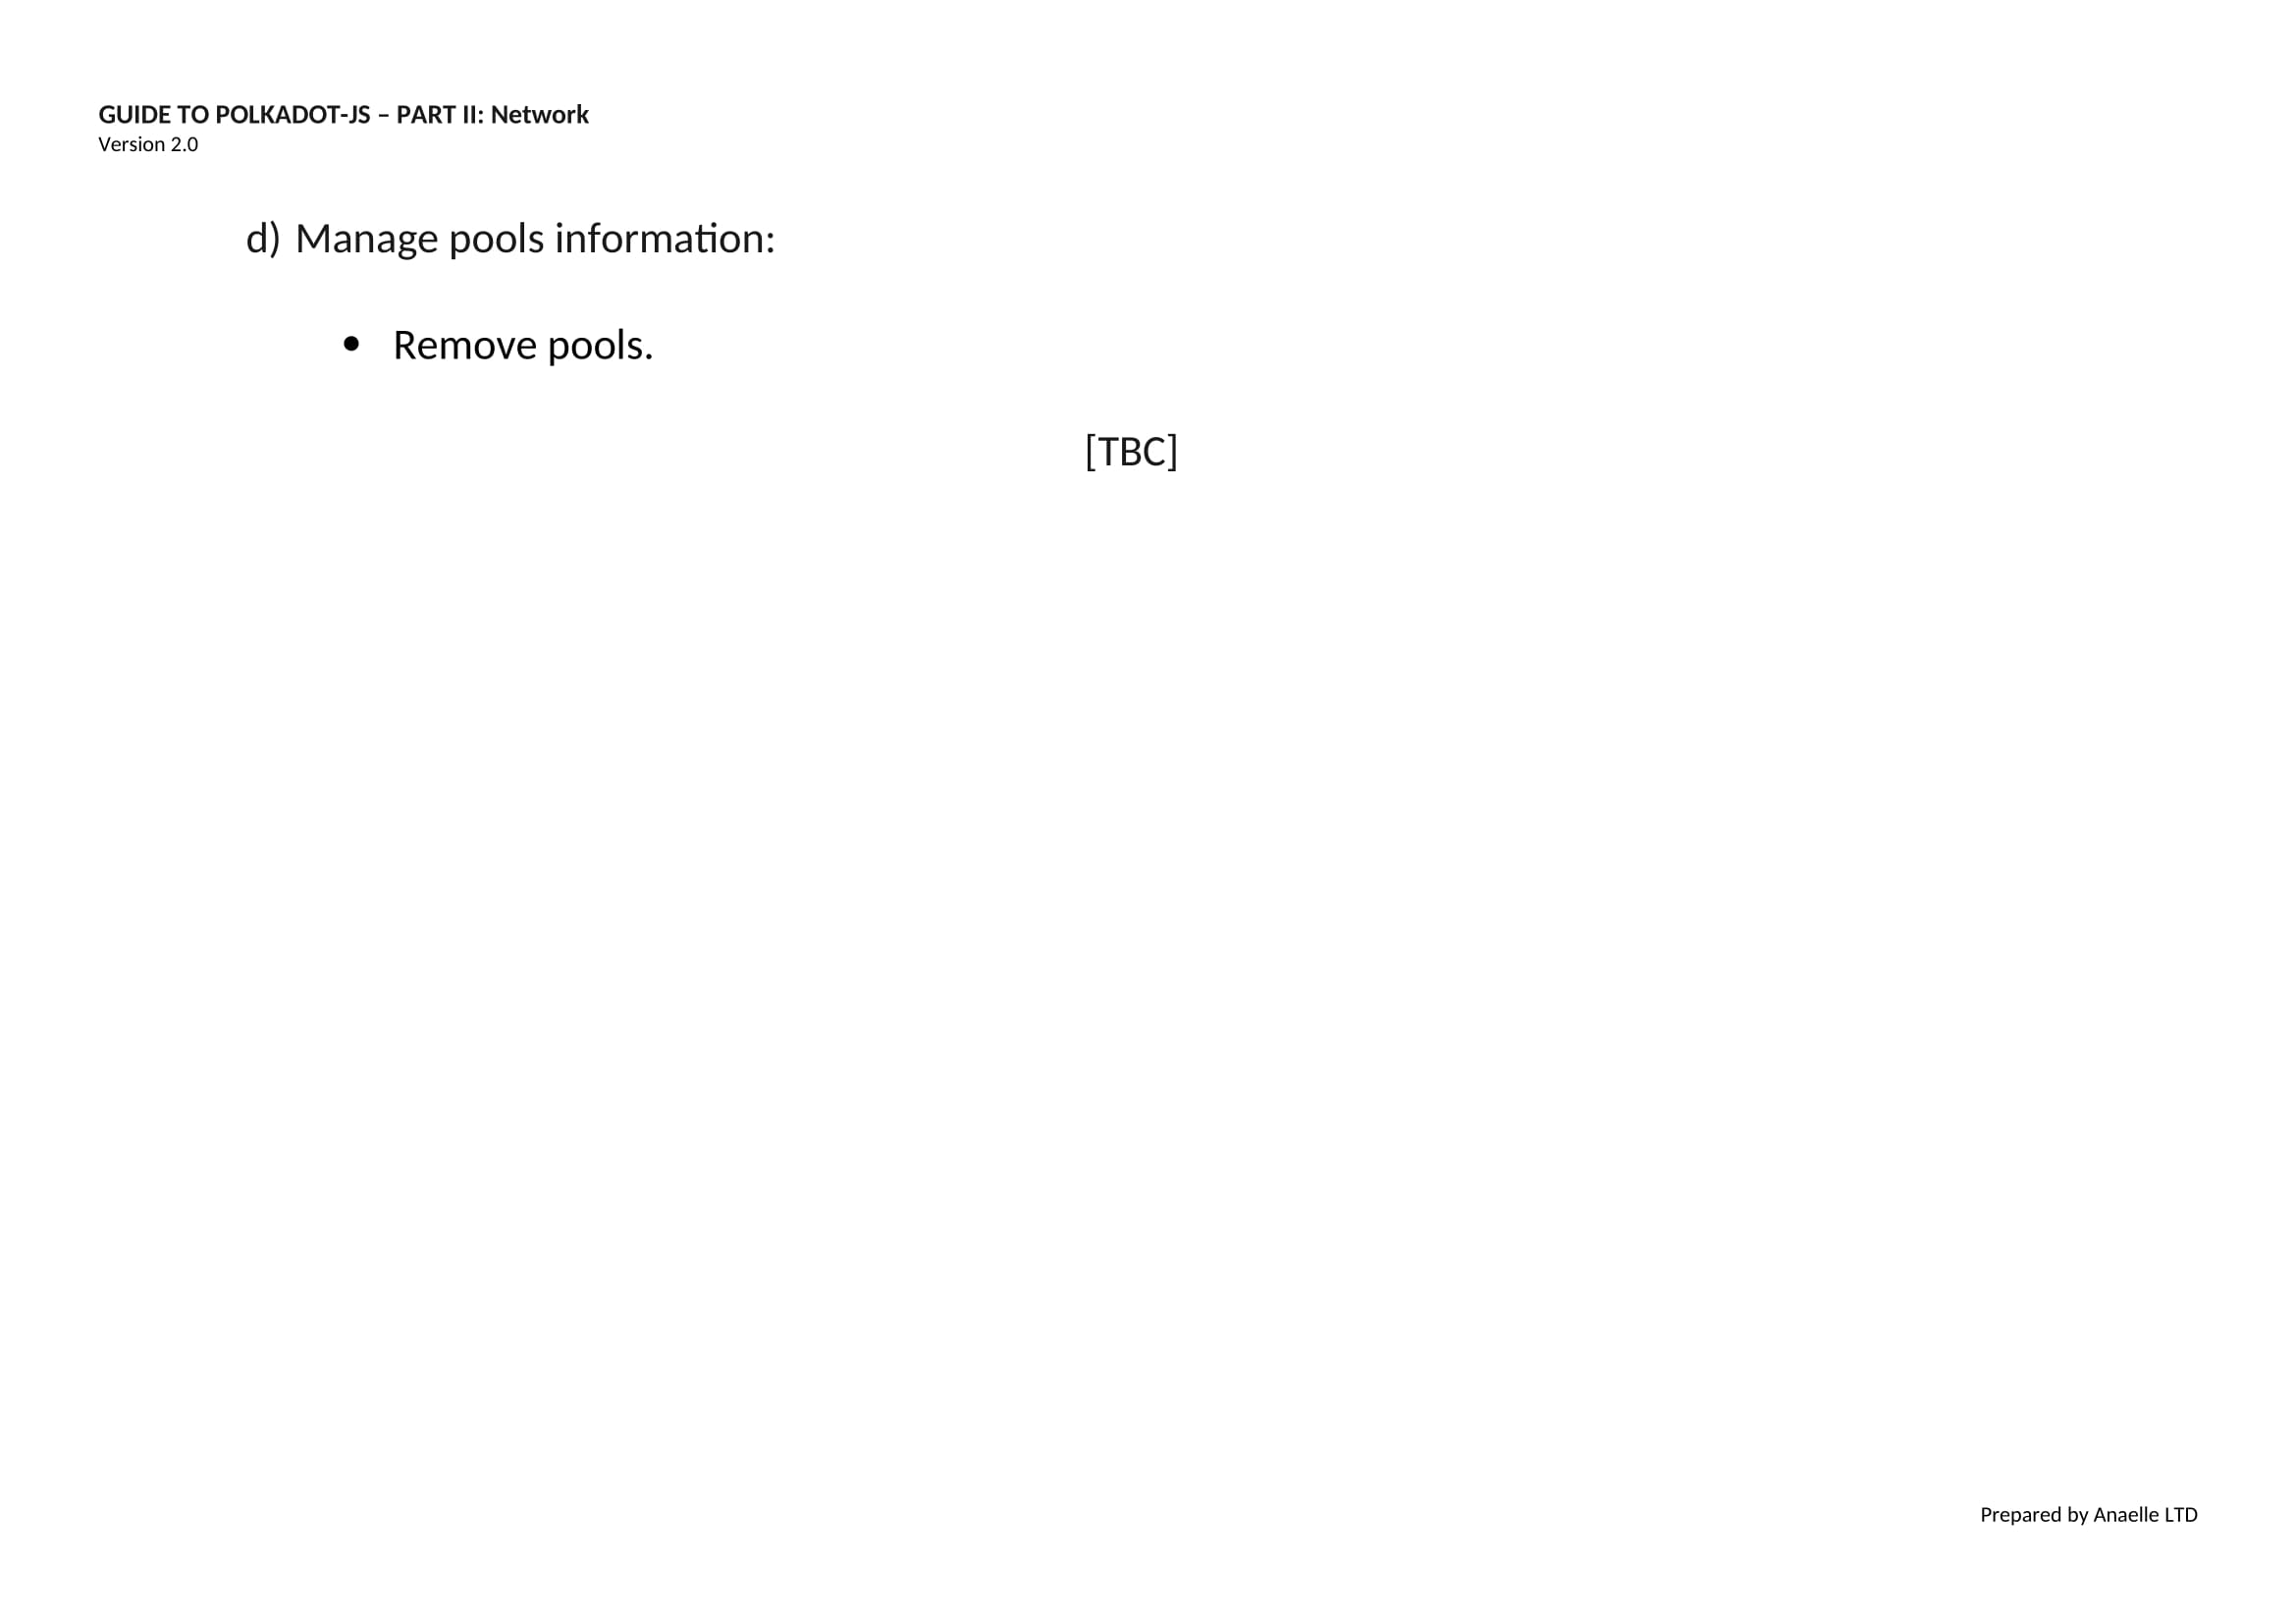 GUIDE TO POLKADOT-JS – PART II: Network
Version 2.0
d) Manage pools information:
● Remove pools.
[TBC]
Prepared by Anaelle LTD